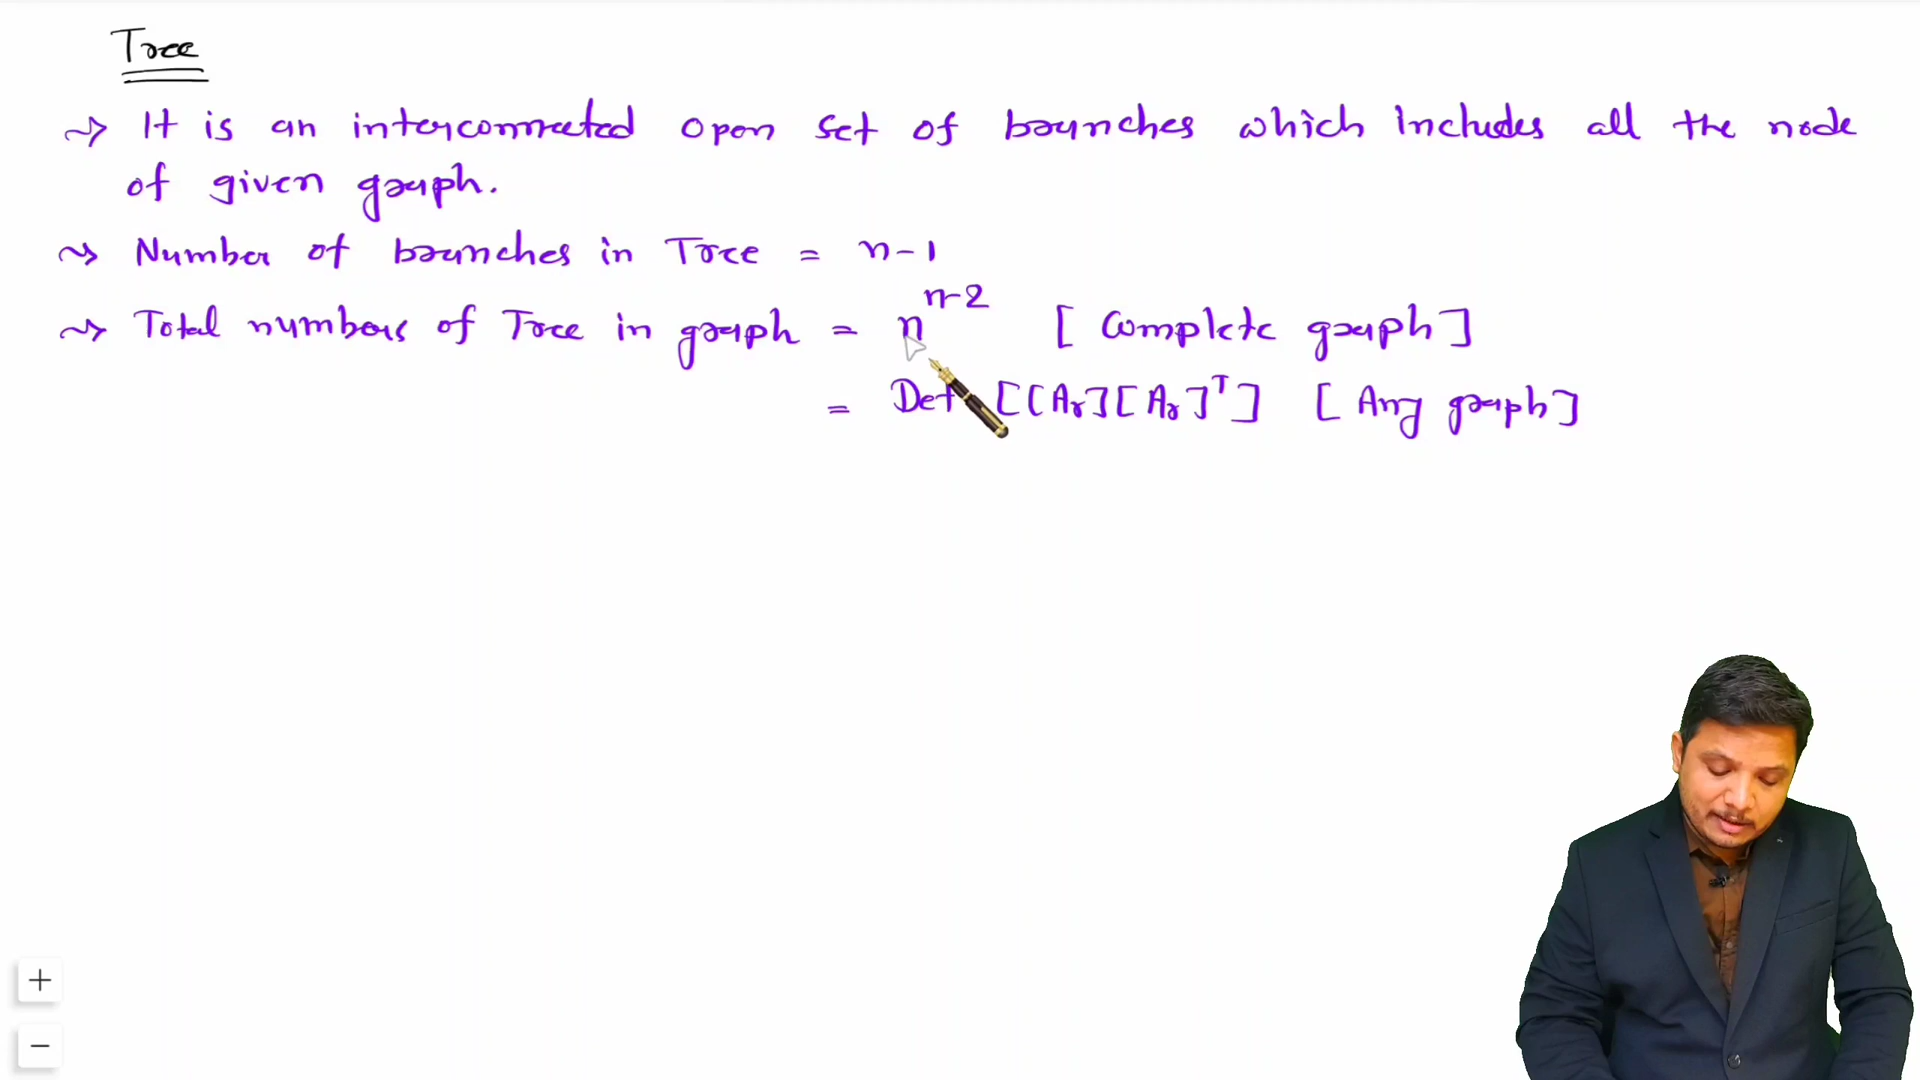 Tree
→ It is an interconnected open set of branches which includes all the node
of given graph.
→ Number of branches in Tree = n-1
→ Total numbers of Tree in graph = n^{n-2} [ Complete graph ]
= Det [[Ar][Ar]^T] [ Any graph ]
+
−